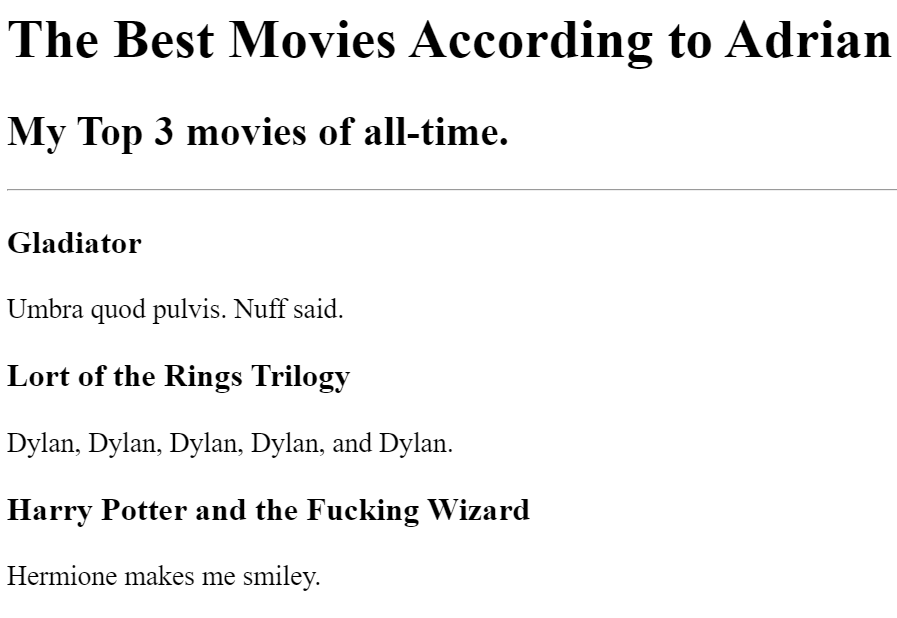 The Best Movies According to Adrian
My Top 3 movies of all-time.
Gladiator
Umbra quod pulvis. Nuff said.
Lort of the Rings Trilogy
Dylan, Dylan, Dylan, Dylan, and Dylan.
Harry Potter and the Fucking Wizard
Hermione makes me smiley.